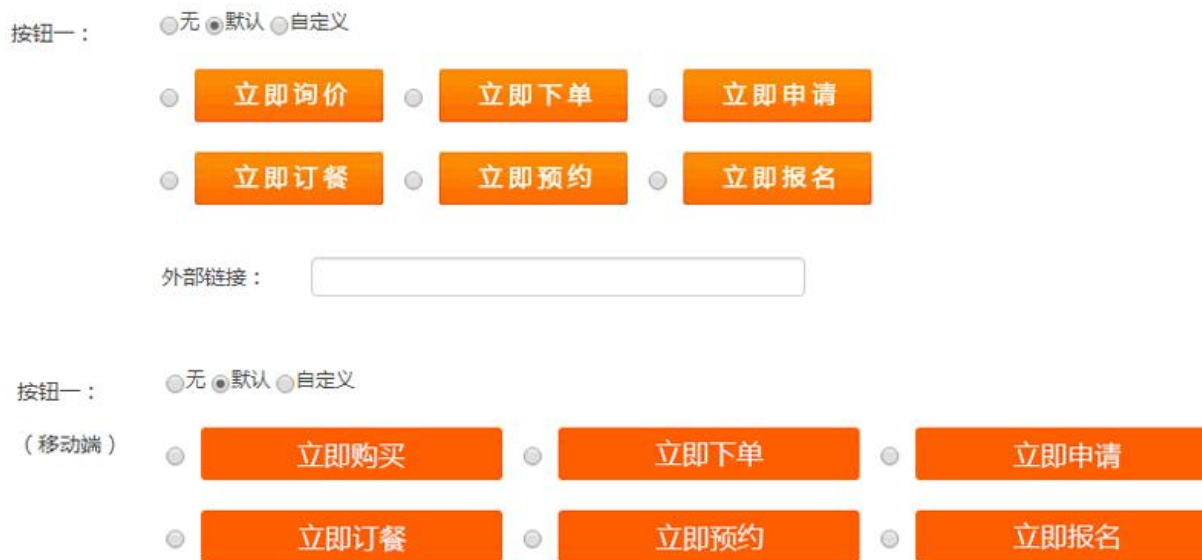 按钮一： 无 默认 自定义
立即询价 立即下单 立即申请
立即订餐 立即预约 立即报名
外部链接：
按钮一： 无 默认 自定义
（移动端） 立即购买 立即下单 立即申请
立即订餐 立即预约 立即报名